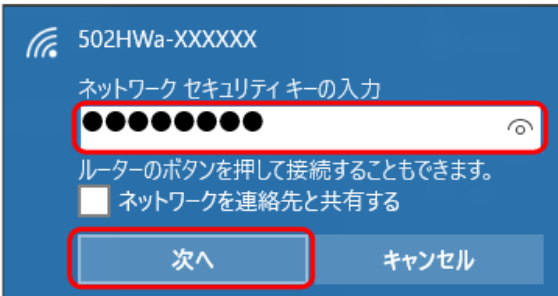 502HWa-XXXXXX
ネットワーク セキュリティ キーの入力
●●●●●●●●
ルーターのボタンを押して接続することもできます。
ネットワークを連絡先と共有する
次へ
キャンセル